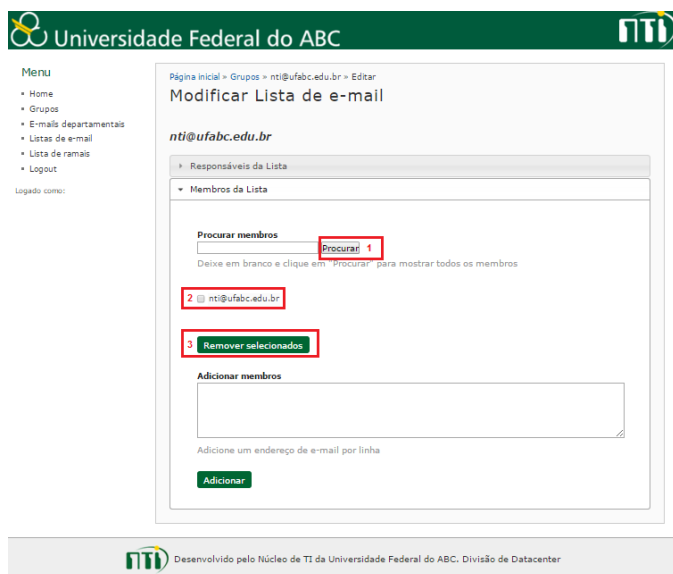 Universidade Federal do ABC
nti
Menu
Home
Grupos
E-mails departamentais
Listas de e-mail
Lista de ramais
Logout
Logado como:
Página inicial » Grupos » nti@ufabc.edu.br » Editar
Modificar Lista de e-mail
nti@ufabc.edu.br
Responsáveis da Lista
Membros da Lista
Procurar membros
Procurar 1
Deixe em branco e clique em "Procurar" para mostrar todos os membros
2 nti@ufabc.edu.br
3 Remover selecionados
Adicionar membros
Adicione um endereço de e-mail por linha
Adicionar
nti Desenvolvido pelo Núcleo de TI da Universidade Federal do ABC. Divisão de Datacenter